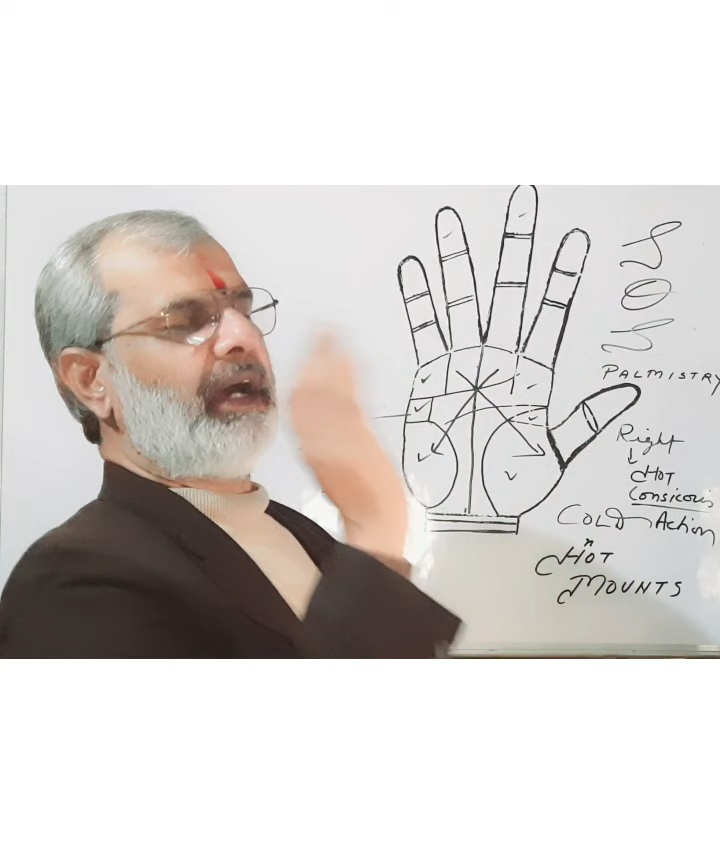 S
O
S
PALMISTRY
Right
HOT
Consicous
COLD Action
n
HOT
MOUNTS